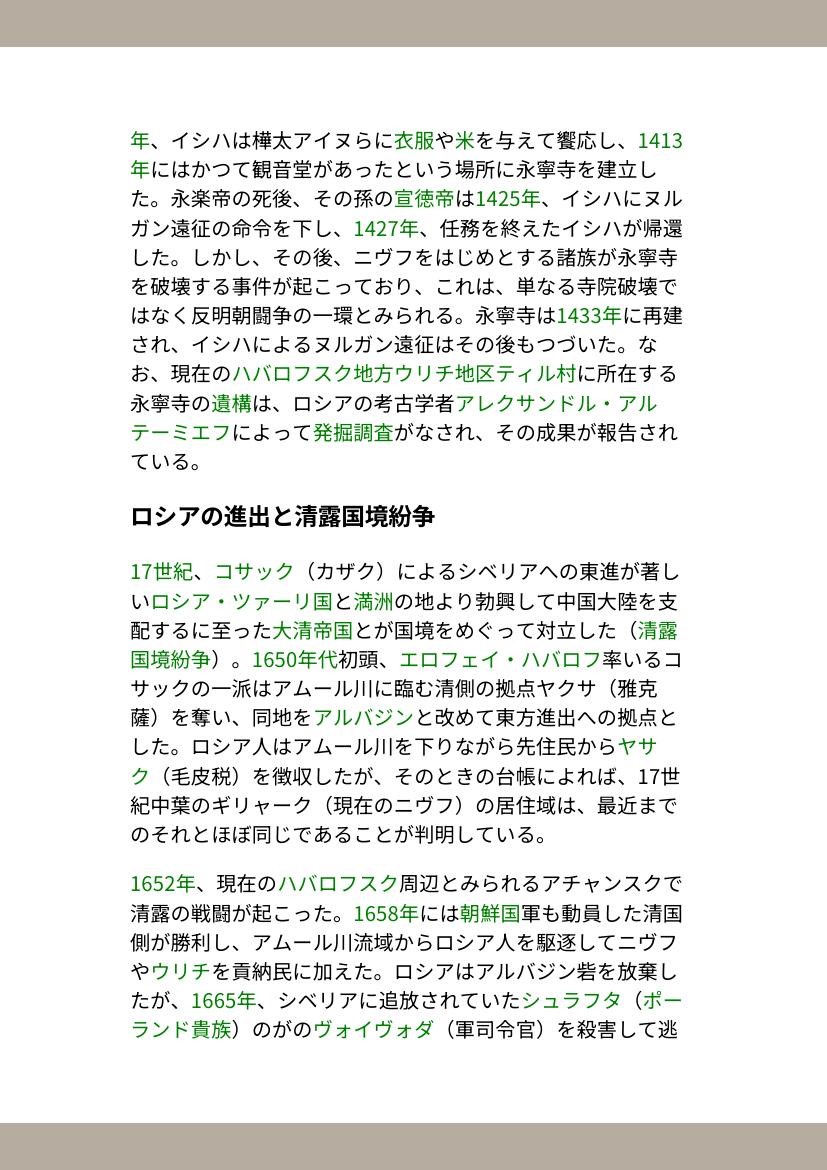 年、イシハは樺太アイヌらに衣服や米を与えて饗応し、1413
年にはかつて観音堂があったという場所に永寧寺を建立し
た。永楽帝の死後、その孫の宣徳帝は1425年、イシハにヌル
ガン遠征の命令を下し、1427年、任務を終えたイシハが帰還
した。しかし、その後、ニヴフをはじめとする諸族が永寧寺
を破壊する事件が起こっており、これは、単なる寺院破壊で
はなく反明朝闘争の一環とみられる。永寧寺は1433年に再建
され、イシハによるヌルガン遠征はその後もつづいた。な
お、現在のハバロフスク地方ウリチ地区ティル村に所在する
永寧寺の遺構は、ロシアの考古学者アレクサンドル・アル
テーミエフによって発掘調査がなされ、その成果が報告され
ている。
ロシアの進出と清露国境紛争
17世紀、コサック（カザク）によるシベリアへの東進が著し
いロシア・ツァーリ国と満洲の地より勃興して中国大陸を支
配するに至った大清帝国とが国境をめぐって対立した（清露
国境紛争）。1650年代初頭、エロフェイ・ハバロフ率いるコ
サックの一派はアムール川に臨む清側の拠点ヤクサ（雅克
薩）を奪い、同地をアルバジンと改めて東方進出への拠点と
した。ロシア人はアムール川を下りながら先住民からヤサ
ク（毛皮税）を徴収したが、そのときの台帳によれば、17世
紀中葉のギリャーク（現在のニヴフ）の居住域は、最近まで
のそれとほぼ同じであることが判明している。
1652年、現在のハバロフスク周辺とみられるアチャンスクで
清露の戦闘が起こった。1658年には朝鮮国軍も動員した清国
側が勝利し、アムール川流域からロシア人を駆逐してニヴフ
やウリチを貢納民に加えた。ロシアはアルバジン砦を放棄し
たが、1665年、シベリアに追放されていたシュラフタ（ポー
ランド貴族）のがのヴォイヴォダ（軍司令官）を殺害して逃